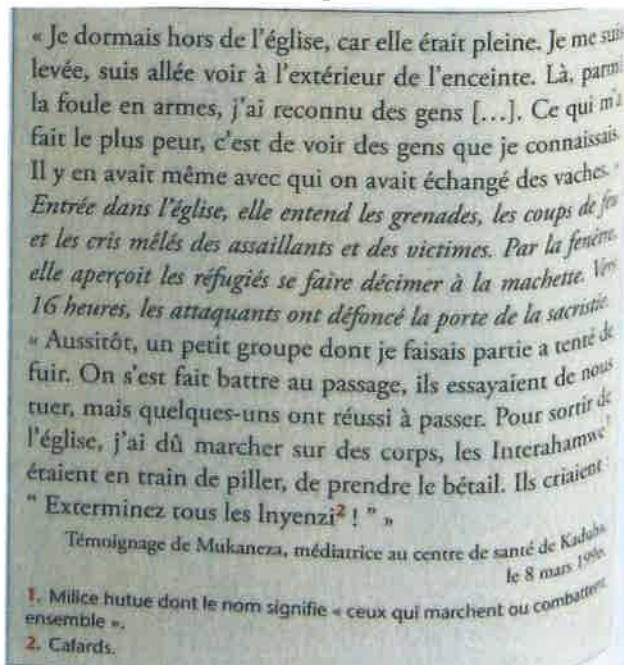 « Je dormais hors de l'église, car elle était pleine. Je me suis
levée, suis allée voir à l'extérieur de l'enceinte. Là, parmi
la foule en armes, j'ai reconnu des gens […]. Ce qui m'a
fait le plus peur, c'est de voir des gens que je connaissais.
Il y en avait même avec qui on avait échangé des vaches. »
Entrée dans l'église, elle entend les grenades, les coups de feu
et les cris mêlés des assaillants et des victimes. Par la fenêtre,
elle aperçoit les réfugiés se faire décimer à la machette. Vers
16 heures, les attaquants ont défoncé la porte de la sacristie.
« Aussitôt, un petit groupe dont je faisais partie a tenté de
fuir. On s'est fait battre au passage, ils essayaient de nous
tuer, mais quelques-uns ont réussi à passer. Pour sortir de
l'église, j'ai dû marcher sur des corps, les Interahamwe¹
étaient en train de piller, de prendre le bétail. Ils criaient :
" Exterminez tous les Inyenzi² ! " »
Témoignage de Mukaneza, médiatrice au centre de santé de Kaduha,
le 8 mars 1996.
1. Milice hutue dont le nom signifie « ceux qui marchent ou combattent
ensemble ».
2. Cafards.